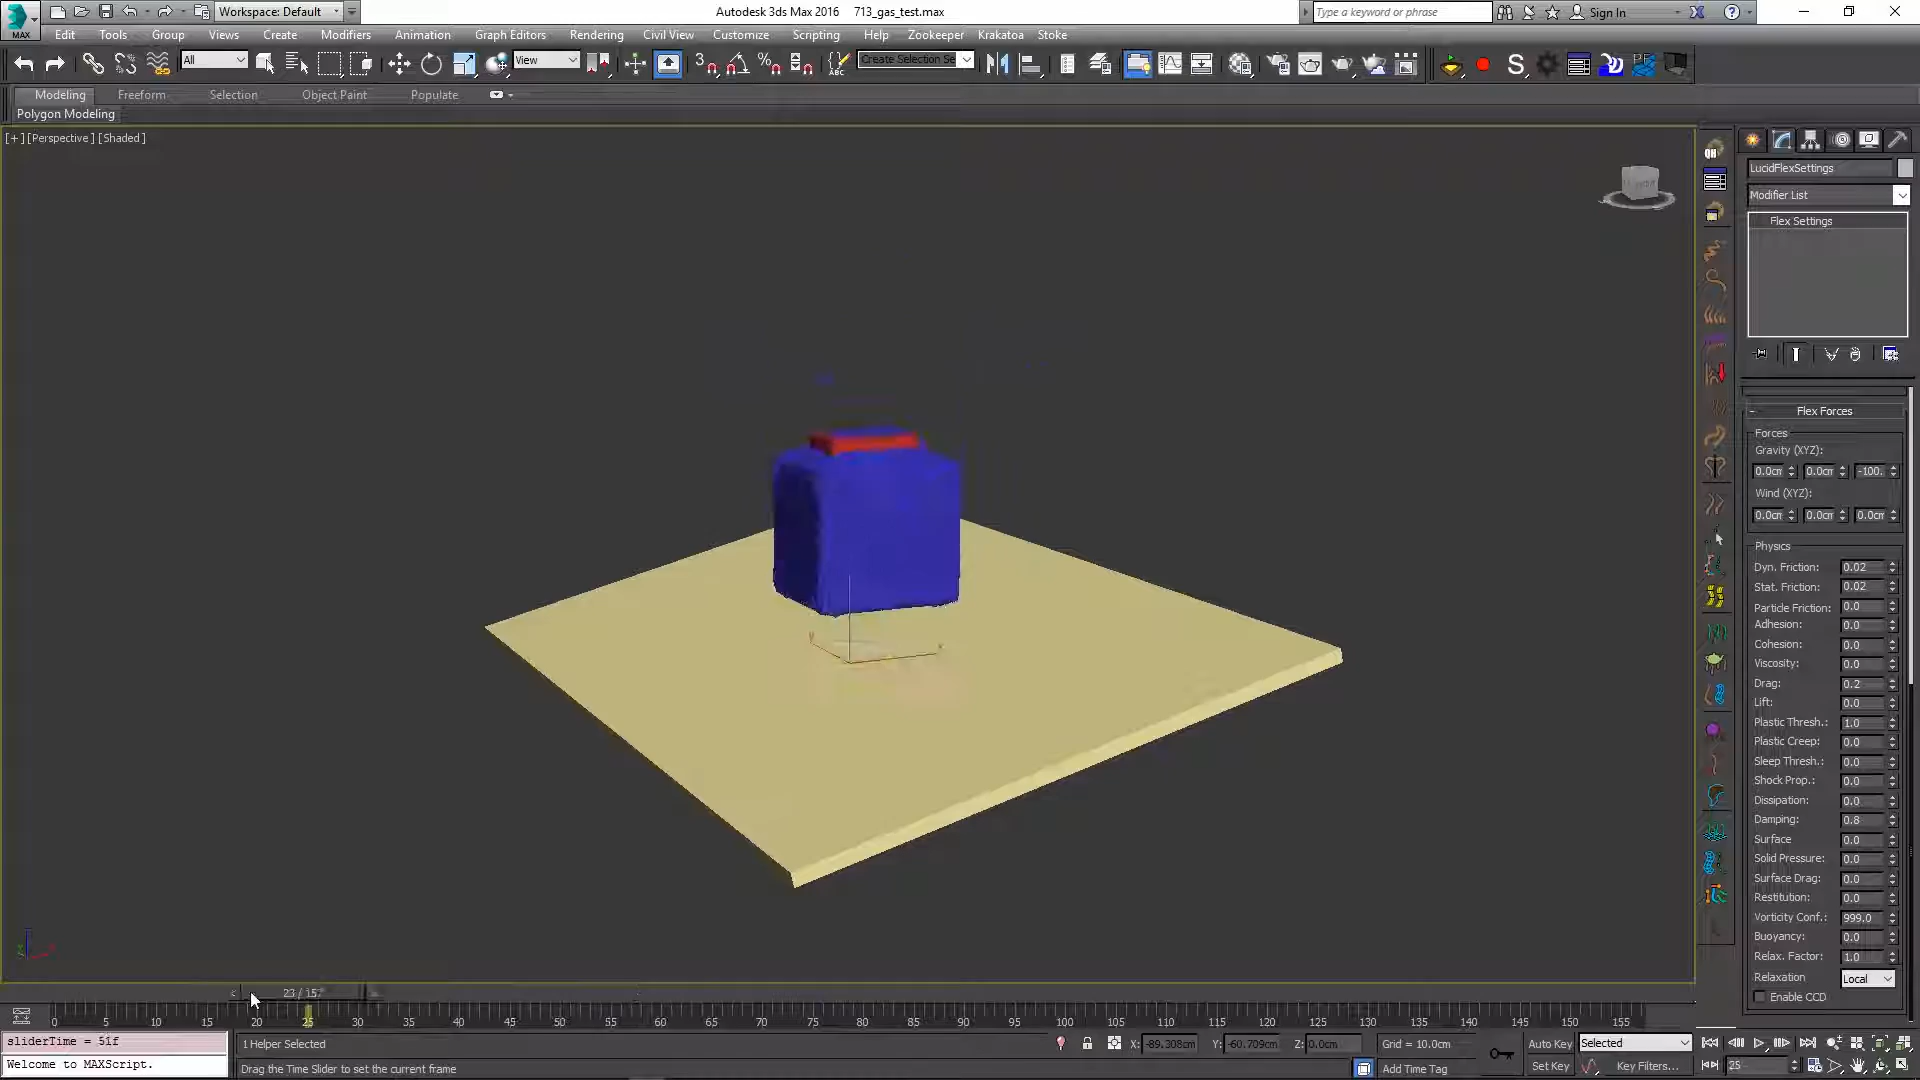 Workspace: Default
Autodesk 3ds Max 2016 713_gas_test.max
Type a keyword or phrase
Sign In
MAX
Edit Tools Group Views Create Modifiers Animation Graph Editors Rendering Civil View Customize Scripting Help Zookeeper Krakatoa Stoke
All
View
Create Selection Se
Modeling Freeform Selection Object Paint Populate
Polygon Modeling
[+] [Perspective] [Shaded]
LucidFlexSettings
Modifier List
Flex Settings
Flex Forces
Forces
Gravity (XYZ):
0.0cm 0.0cm -100.
Wind (XYZ):
0.0cm 0.0cm 0.0cm
Physics
Dyn. Friction: 0.02
Stat. Friction: 0.02
Particle Friction: 0.0
Adhesion: 0.0
Cohesion: 0.0
Viscosity: 0.0
Drag: 0.2
Lift: 0.0
Plastic Thresh.: 1.0
Plastic Creep: 0.0
Sleep Thresh.: 0.0
Shock Prop.: 0.0
Dissipation: 0.0
Damping: 0.8
Surface 0.0
Solid Pressure: 0.0
Surface Drag: 0.0
Restitution: 0.0
Vorticity Conf.: 999.0
Buoyancy: 0.0
Relax. Factor: 1.0
Relaxation Local
Enable CCD
23 / 157
0 5 10 15 20 25 30 35 40 45 50 55 60 65 70 75 80 85 90 95 100 105 110 115 120 125 130 135 140 145 150 155
sliderTime = 51f
Welcome to MAXScript.
1 Helper Selected
Drag the Time Slider to set the current frame
X: -89.308cm Y: -60.709cm Z: 0.0cm
Grid = 10.0cm
Add Time Tag
Auto Key Selected
Set Key Key Filters...
25